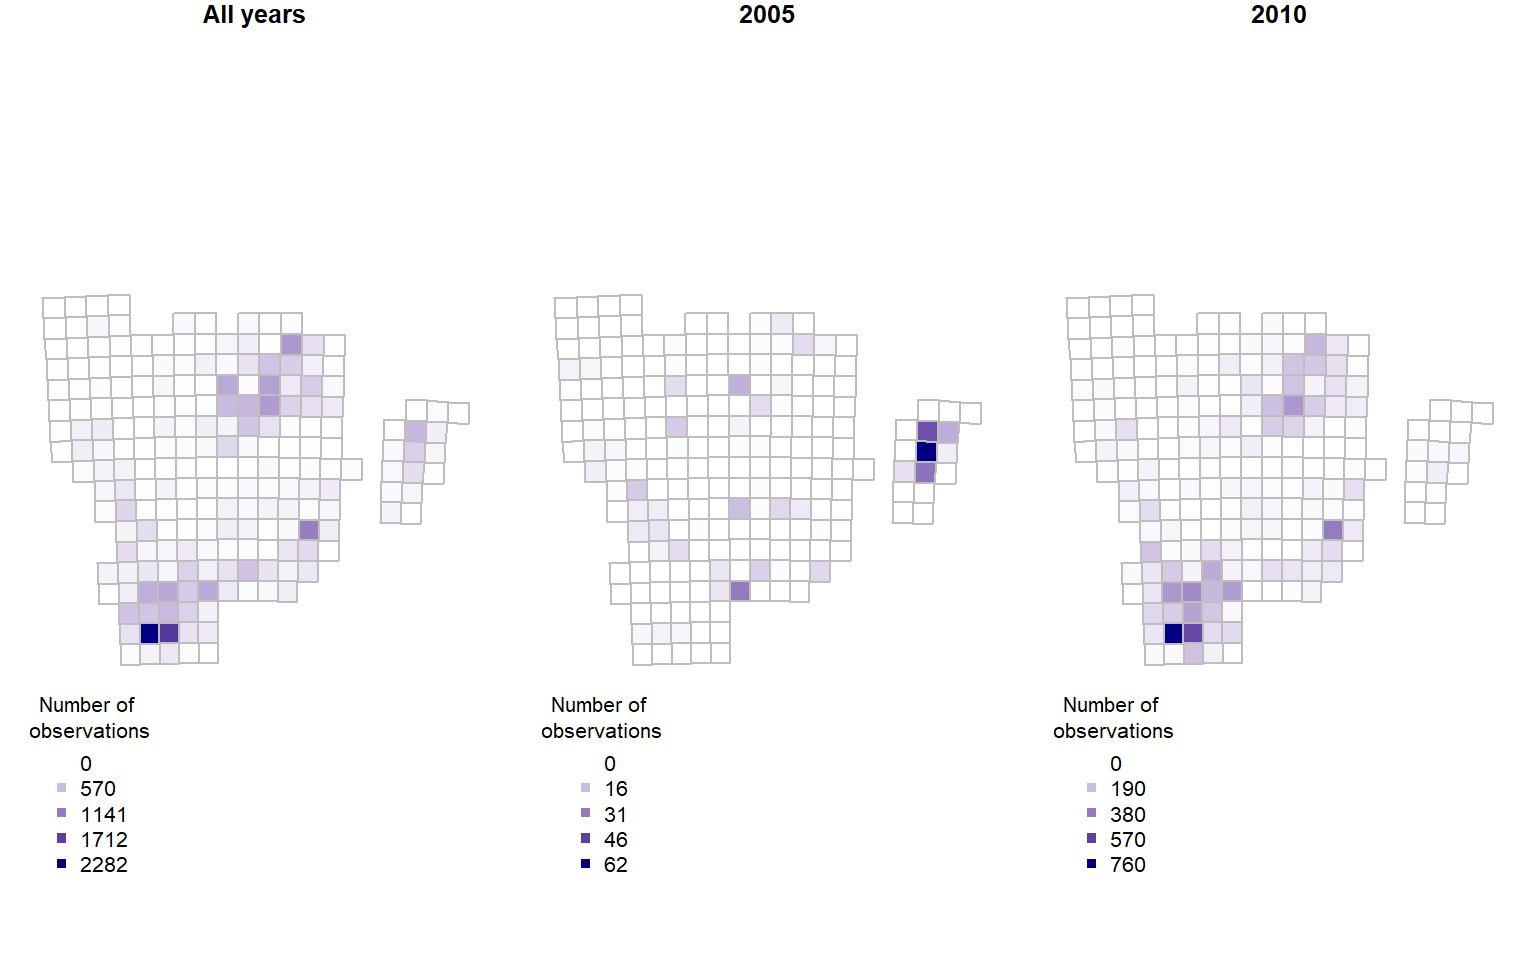 All years
2005
2010
Number of
observations
0
570
1141
1712
2282
Number of
observations
0
16
31
46
62
Number of
observations
0
190
380
570
760